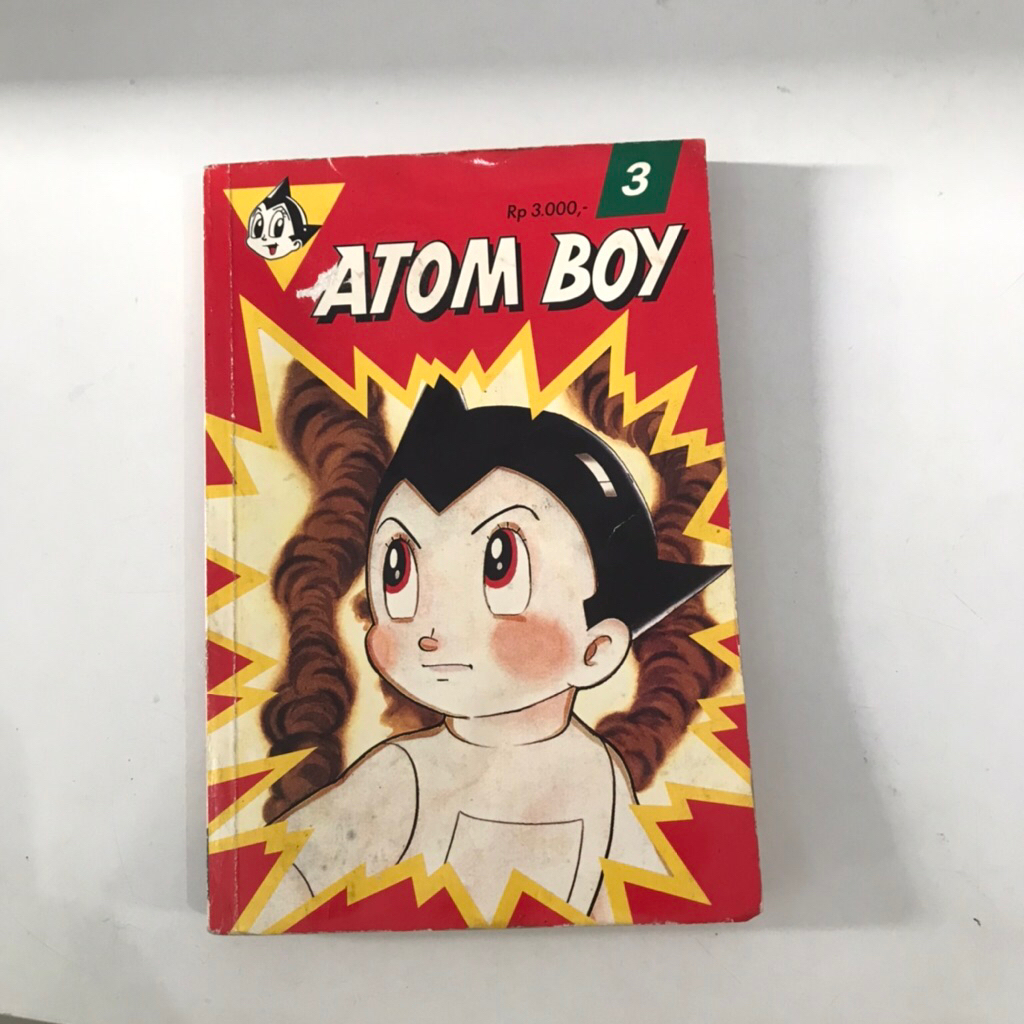 3
Rp 3.000,-
ATOM BOY